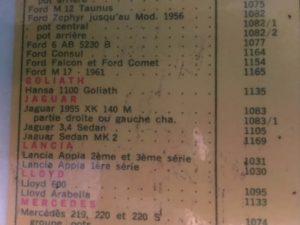 Ford M 12 Taunus 1075
Ford Zephyr jusqu'au Mod. 1956 1082
pot central 1082/1
pot arrière 1082/2
Ford 6 AB 5230 B 1077
Ford Consul 1164
Ford Falcon et Ford Comet 1154
Ford M 17 - 1961 1165
GOLIATH
Hansa 1100 Goliath 1135
JAGUAR
Jaguar 1955 XK 140 M 1083
partie droite ou gauche cha. 1083/1
Jaguar 3,4 Sedan 1105
Jaguar Sedan MK 2 1169
LANCIA
Lancia Appia 2ème et 3ème série 1031
Lancia Appia 1ère série 1030
LLOYD
Lloyd 600 1095
Lloyd Arabella 1133
MERCEDES
Mercédès 219, 220 et 220 S 1074
groupe pots